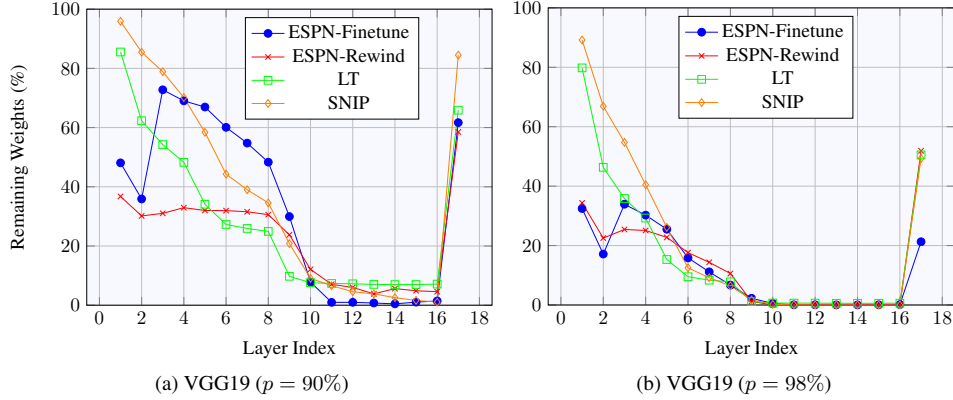 Remaining Weights (%)
100
80
60
40
20
0
0 2 4 6 8 10 12 14 16 18
Layer Index
ESPN-Finetune
ESPN-Rewind
LT
SNIP
(a) VGG19 (p = 90%)
100
80
60
40
20
0
0 2 4 6 8 10 12 14 16 18
Layer Index
ESPN-Finetune
ESPN-Rewind
LT
SNIP
(b) VGG19 (p = 98%)